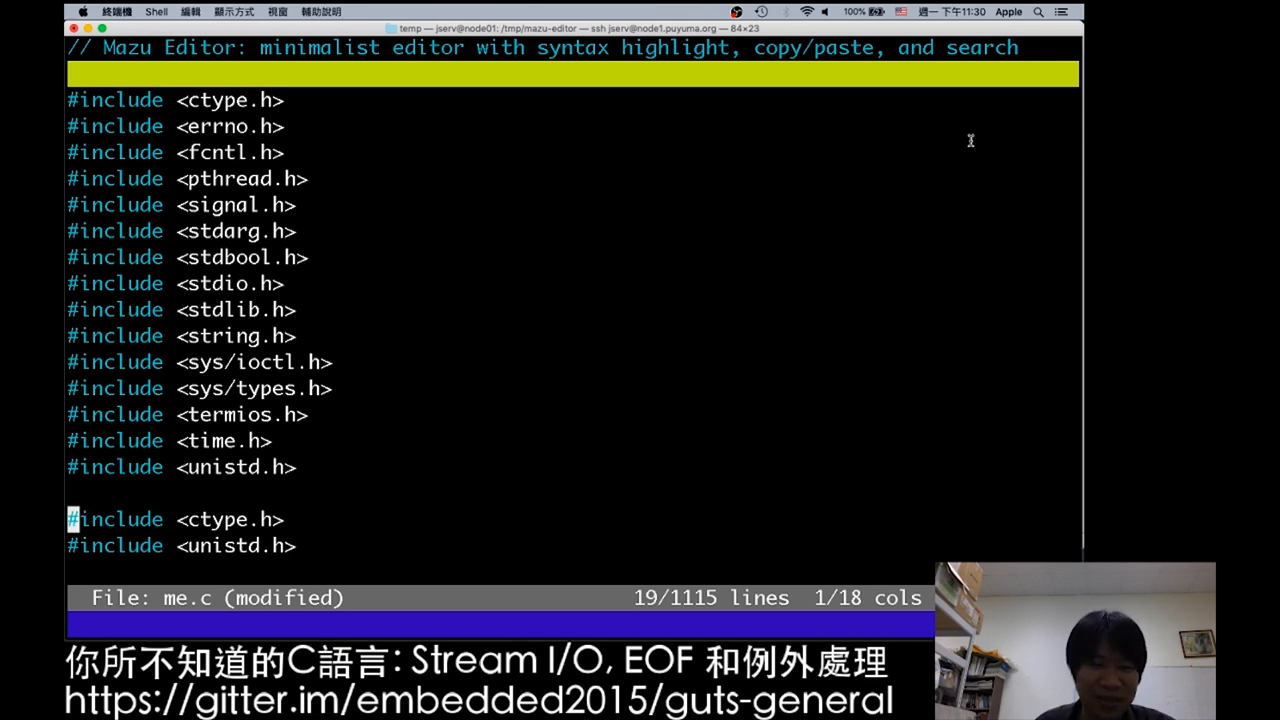 終端機 Shell 編輯 顯示方式 視窗 輔助說明 100% 週一 下午11:30 Apple
temp — jserv@node01: /tmp/mazu-editor — ssh jserv@node1.puyuma.org — 84×23
// Mazu Editor: minimalist editor with syntax highlight, copy/paste, and search
#include <ctype.h>
#include <errno.h>
#include <fcntl.h>
#include <pthread.h>
#include <signal.h>
#include <stdarg.h>
#include <stdbool.h>
#include <stdio.h>
#include <stdlib.h>
#include <string.h>
#include <sys/ioctl.h>
#include <sys/types.h>
#include <termios.h>
#include <time.h>
#include <unistd.h>
#include <ctype.h>
#include <unistd.h>
File: me.c (modified) 19/1115 lines 1/18 cols
你所不知道的C語言: Stream I/O, EOF 和例外處理
https://gitter.im/embedded2015/guts-general